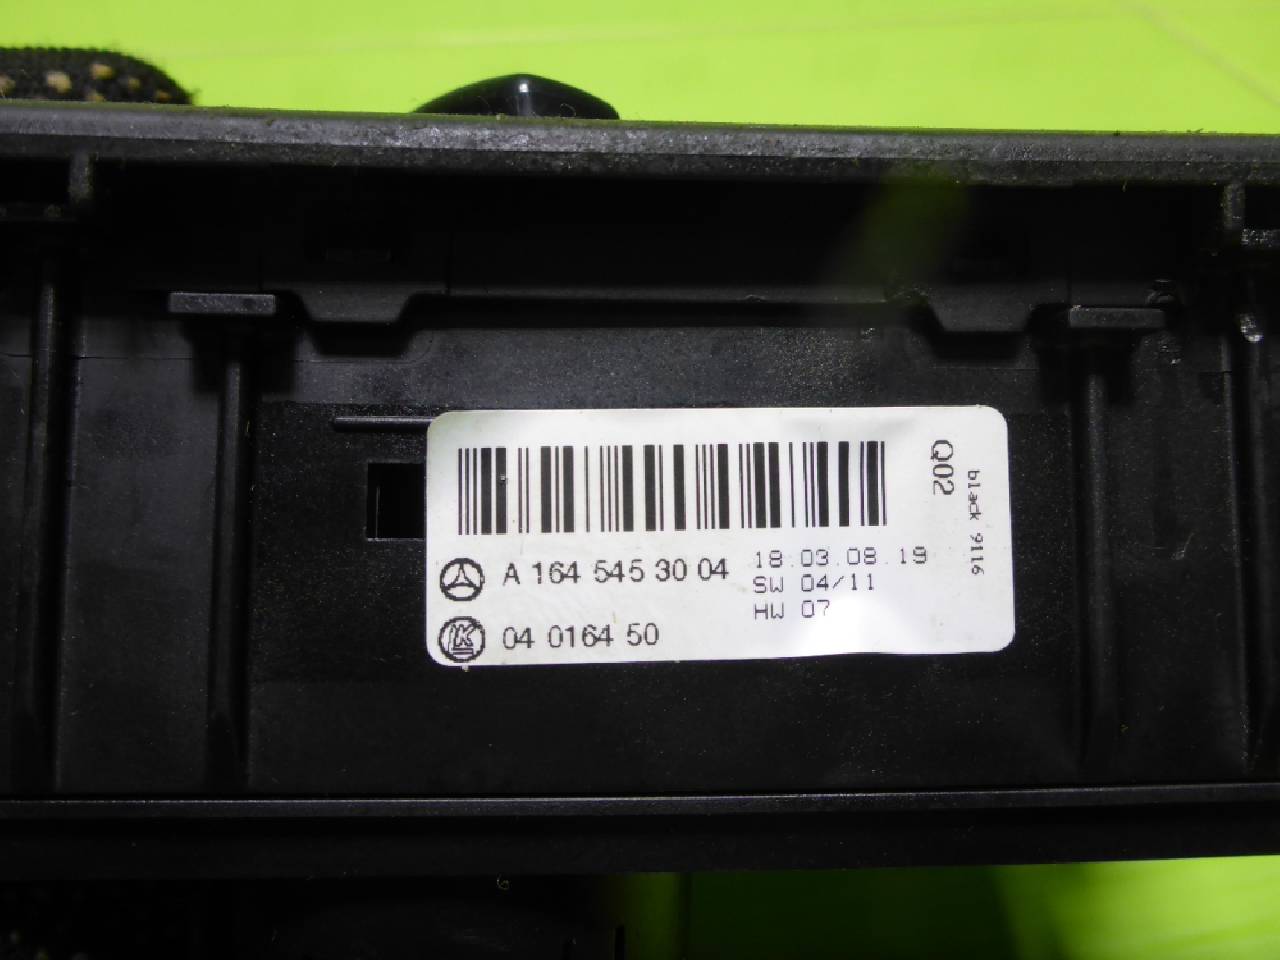 A 164 545 30 04
18.03.08.19
SW 04/11
HW 07
04 0164 50
Q02
black 9116